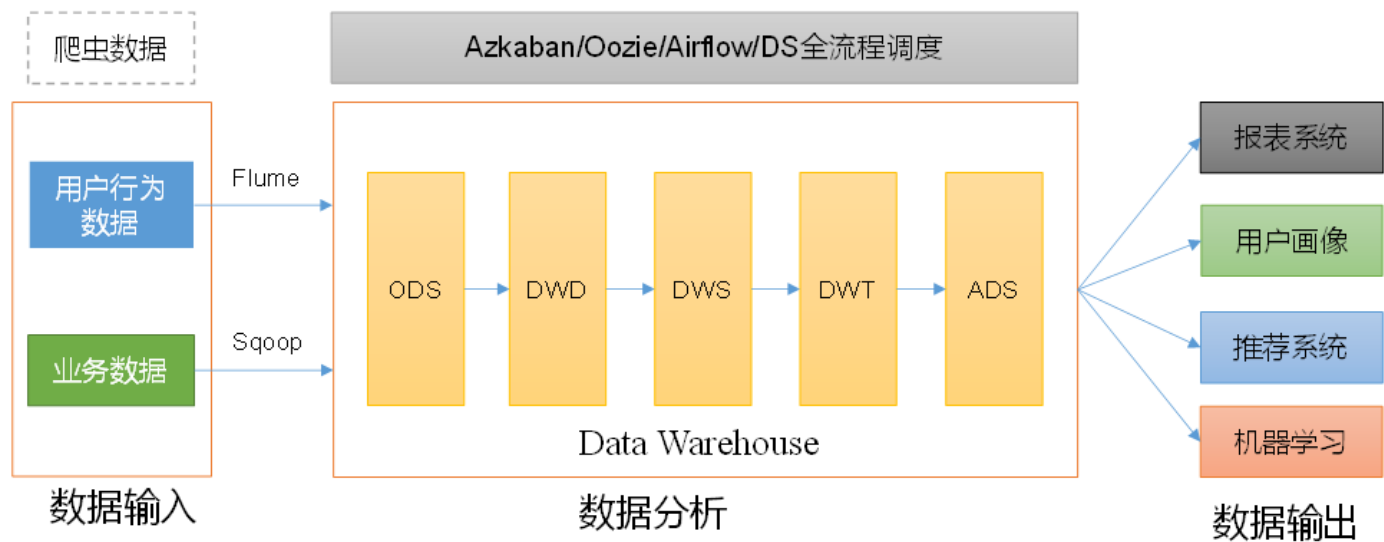 爬虫数据
Azkaban/Oozie/Airflow/DS全流程调度
用户行为
数据
业务数据
Flume
Sqoop
ODS
DWD
DWS
DWT
ADS
Data Warehouse
报表系统
用户画像
推荐系统
机器学习
数据输入
数据分析
数据输出